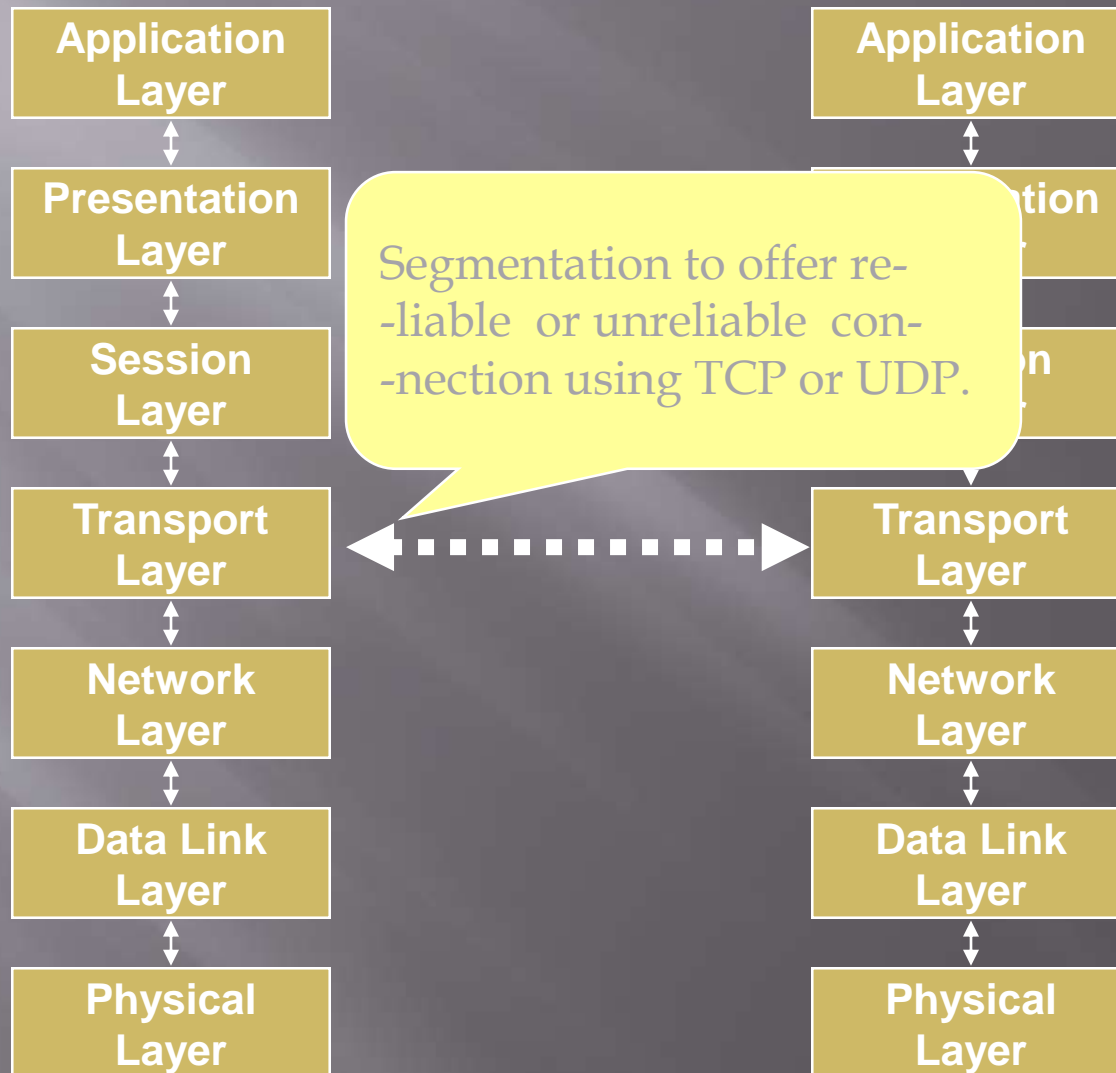 Application
Layer
Presentation
Layer
Session
Layer
Transport
Layer
Network
Layer
Data Link
Layer
Physical
Layer
Segmentation to offer re-
-liable or unreliable con-
-nection using TCP or UDP.
Application
Layer
Transport
Layer
Network
Layer
Data Link
Layer
Physical
Layer